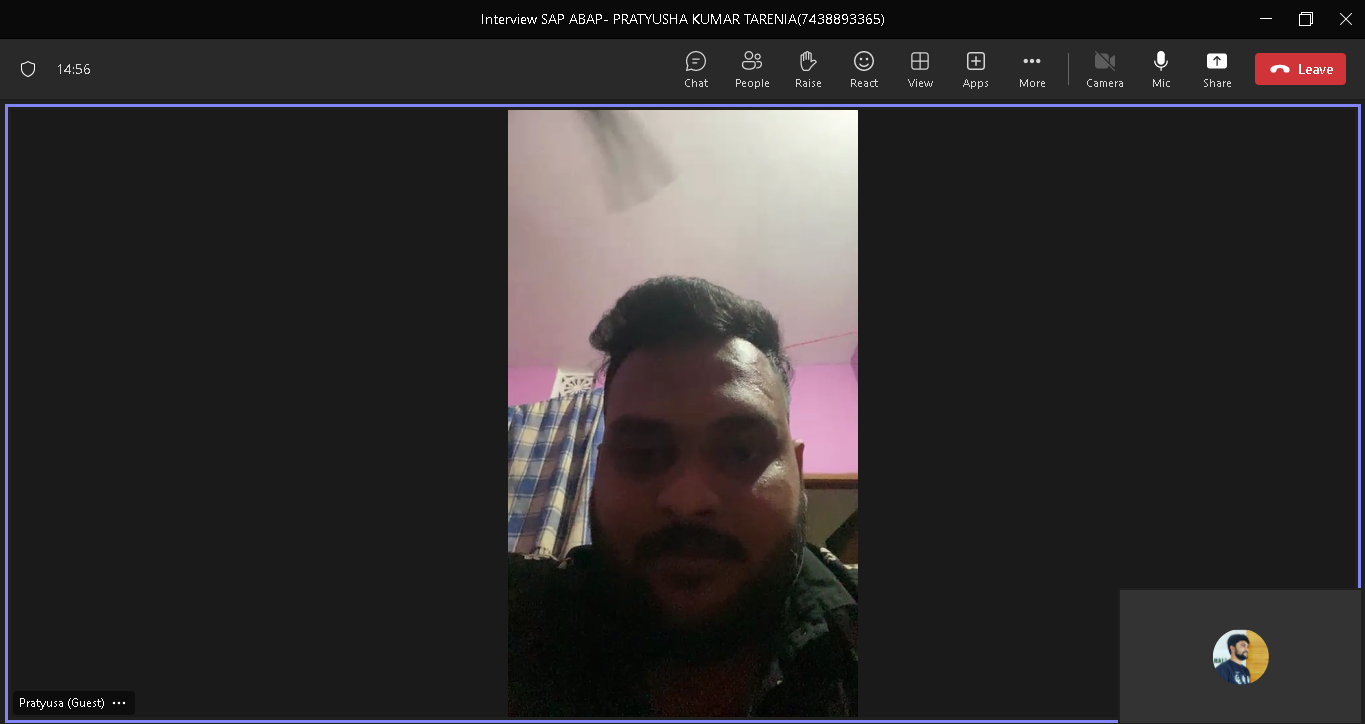 Interview SAP ABAP- PRATYUSHA KUMAR TARENIA(7438893365)
14:56
Chat
People
Raise
React
View
Apps
More
Camera
Mic
Share
Leave
Pratyusa (Guest)